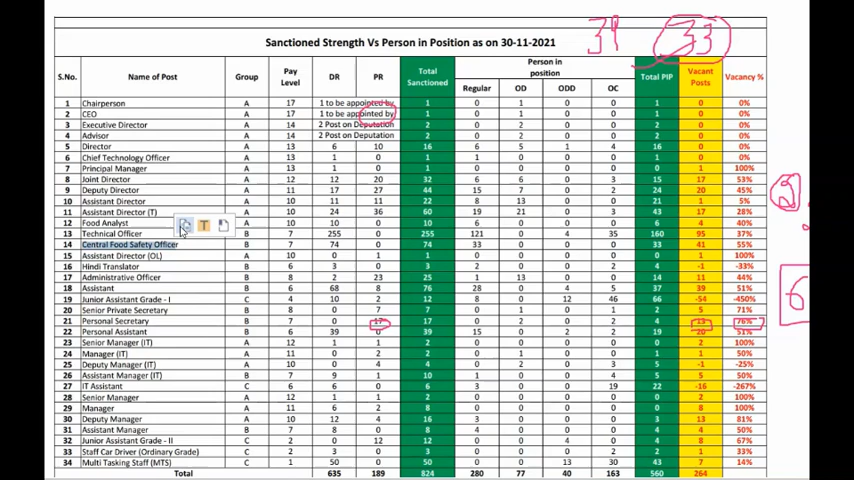 34 33
Sanctioned Strength Vs Person in Position as on 30-11-2021
S.No. Name of Post Group Pay Level DR PR Total Sanctioned Person in position Total PIP Vacant Posts Vacancy %
Regular OD ODD OC
1 Chairperson A 17 1 to be appointed by 1 0 1 0 0 1 0 0%
2 CEO A 17 1 to be appointed by 1 0 1 0 0 1 0 0%
3 Executive Director A 14 2 Post on Deputation 2 0 2 0 0 2 0 0%
4 Advisor A 14 2 Post on Deputation 2 0 2 0 0 2 0 0%
5 Director A 13 6 10 16 6 5 1 4 16 0 0%
6 Chief Technology Officer A 13 1 0 1 1 0 0 0 1 0 0%
7 Principal Manager A 13 1 0 1 0 0 0 0 0 1 100%
8 Joint Director A 12 12 20 32 6 6 0 3 15 17 53%
9 Deputy Director A 11 17 27 44 15 7 0 2 24 20 45%
10 Assistant Director A 10 11 11 22 8 13 0 0 21 1 5%
11 Assistant Director (T) A 10 24 36 60 19 21 0 3 43 17 28%
12 Food Analyst A 10 10 0 10 6 0 0 0 6 4 40%
13 Technical Officer B 7 255 0 255 121 0 4 35 160 95 37%
14 Central Food Safety Officer B 7 74 0 74 33 0 0 0 33 41 55%
15 Assistant Director (OL) A 10 0 1 1 0 0 0 0 0 1 100%
16 Hindi Translator B 6 3 0 3 2 0 0 2 4 -1 -33%
17 Administrative Officer B 8 2 23 25 1 13 0 0 14 11 44%
18 Assistant B 6 68 8 76 28 0 4 5 37 39 51%
19 Junior Assistant Grade - I C 4 10 2 12 8 0 12 46 66 -54 -450%
20 Senior Private Secretary B 8 0 7 7 0 1 0 1 2 5 71%
21 Personal Secretary B 7 0 17 17 0 2 0 2 4 13 76%
22 Personal Assistant B 6 39 0 39 15 0 2 2 19 20 51%
23 Senior Manager (IT) A 12 1 1 2 0 0 0 0 0 2 100%
24 Manager (IT) A 11 0 2 2 0 1 0 0 1 1 50%
25 Deputy Manager (IT) A 10 0 4 4 0 3 0 2 5 -1 -25%
26 Assistant Manager (IT) B 7 9 1 10 1 0 0 4 5 5 50%
27 IT Assistant C 6 6 0 6 3 0 0 19 22 -16 -267%
28 Senior Manager A 12 1 1 2 0 0 0 0 0 2 100%
29 Manager A 11 6 2 8 0 0 0 0 0 8 100%
30 Deputy Manager A 10 12 4 16 3 0 0 0 3 13 81%
31 Assistant Manager B 7 8 0 8 4 0 0 0 4 4 50%
32 Junior Assistant Grade - II C 2 0 12 12 0 0 4 0 4 8 67%
33 Staff Car Driver (Ordinary Grade) C 2 3 0 3 0 0 0 2 2 1 33%
34 Multi Tasking Staff (MTS) C 1 50 0 50 0 0 13 30 43 7 14%
Total 635 189 824 280 77 40 163 560 264
6